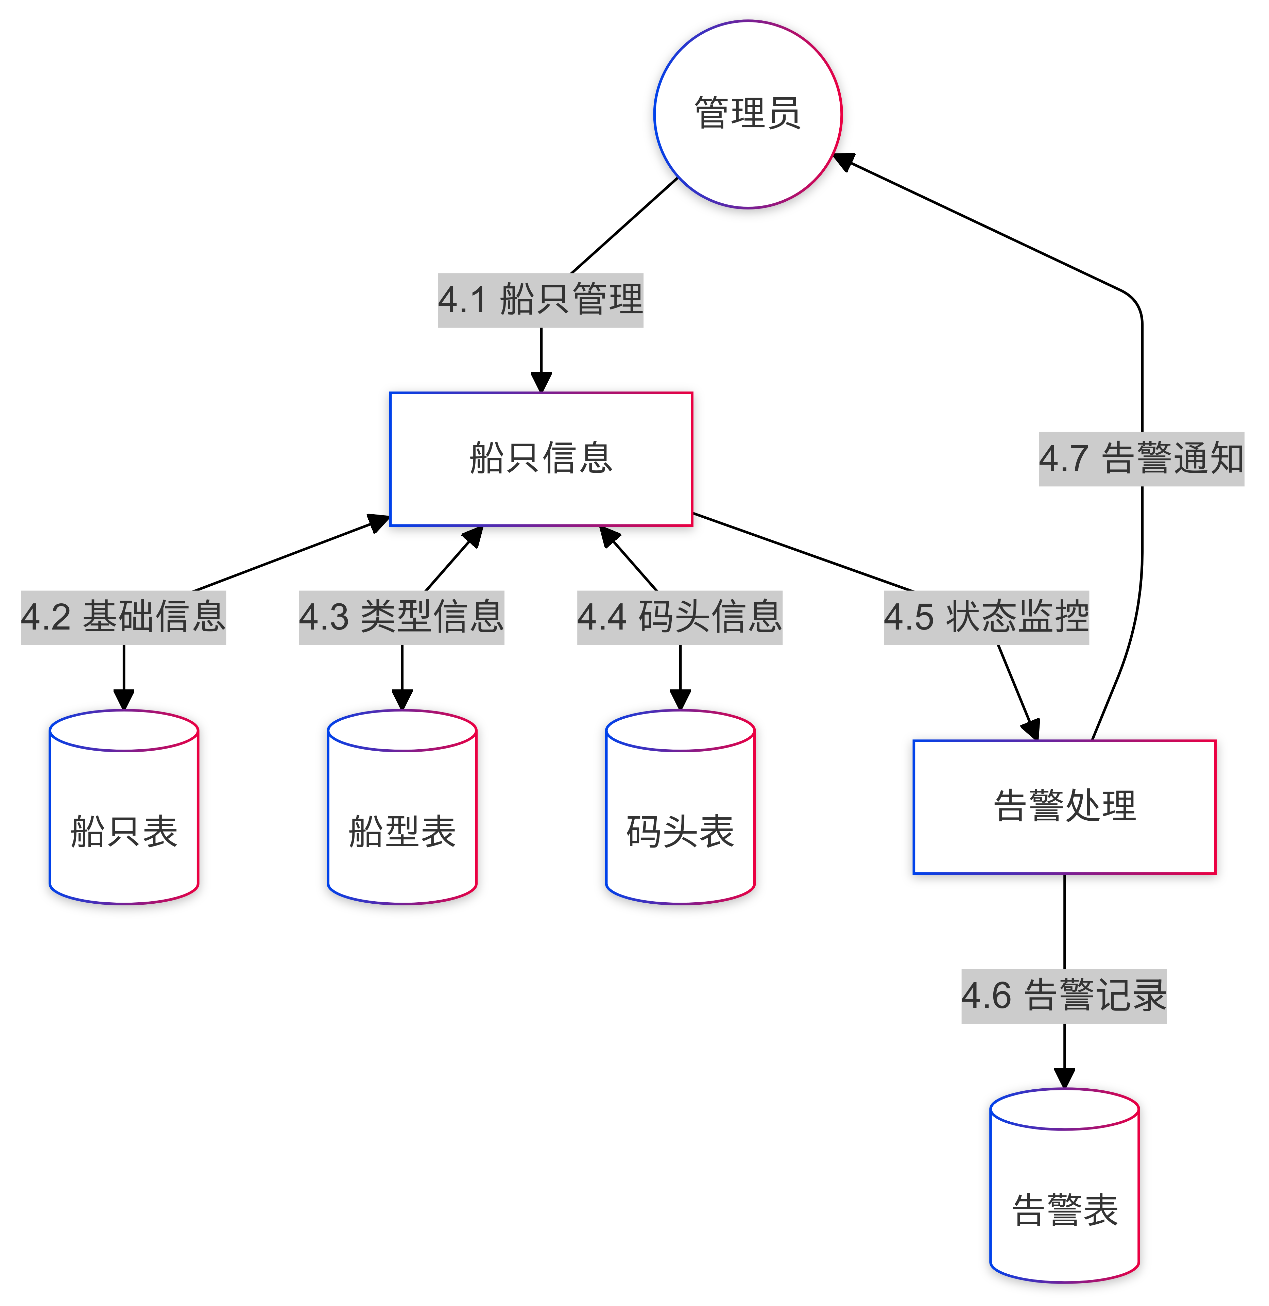 管理员
4.1 船只管理
船只信息
4.7 告警通知
4.2 基础信息
4.3 类型信息
4.4 码头信息
4.5 状态监控
船只表
船型表
码头表
告警处理
4.6 告警记录
告警表